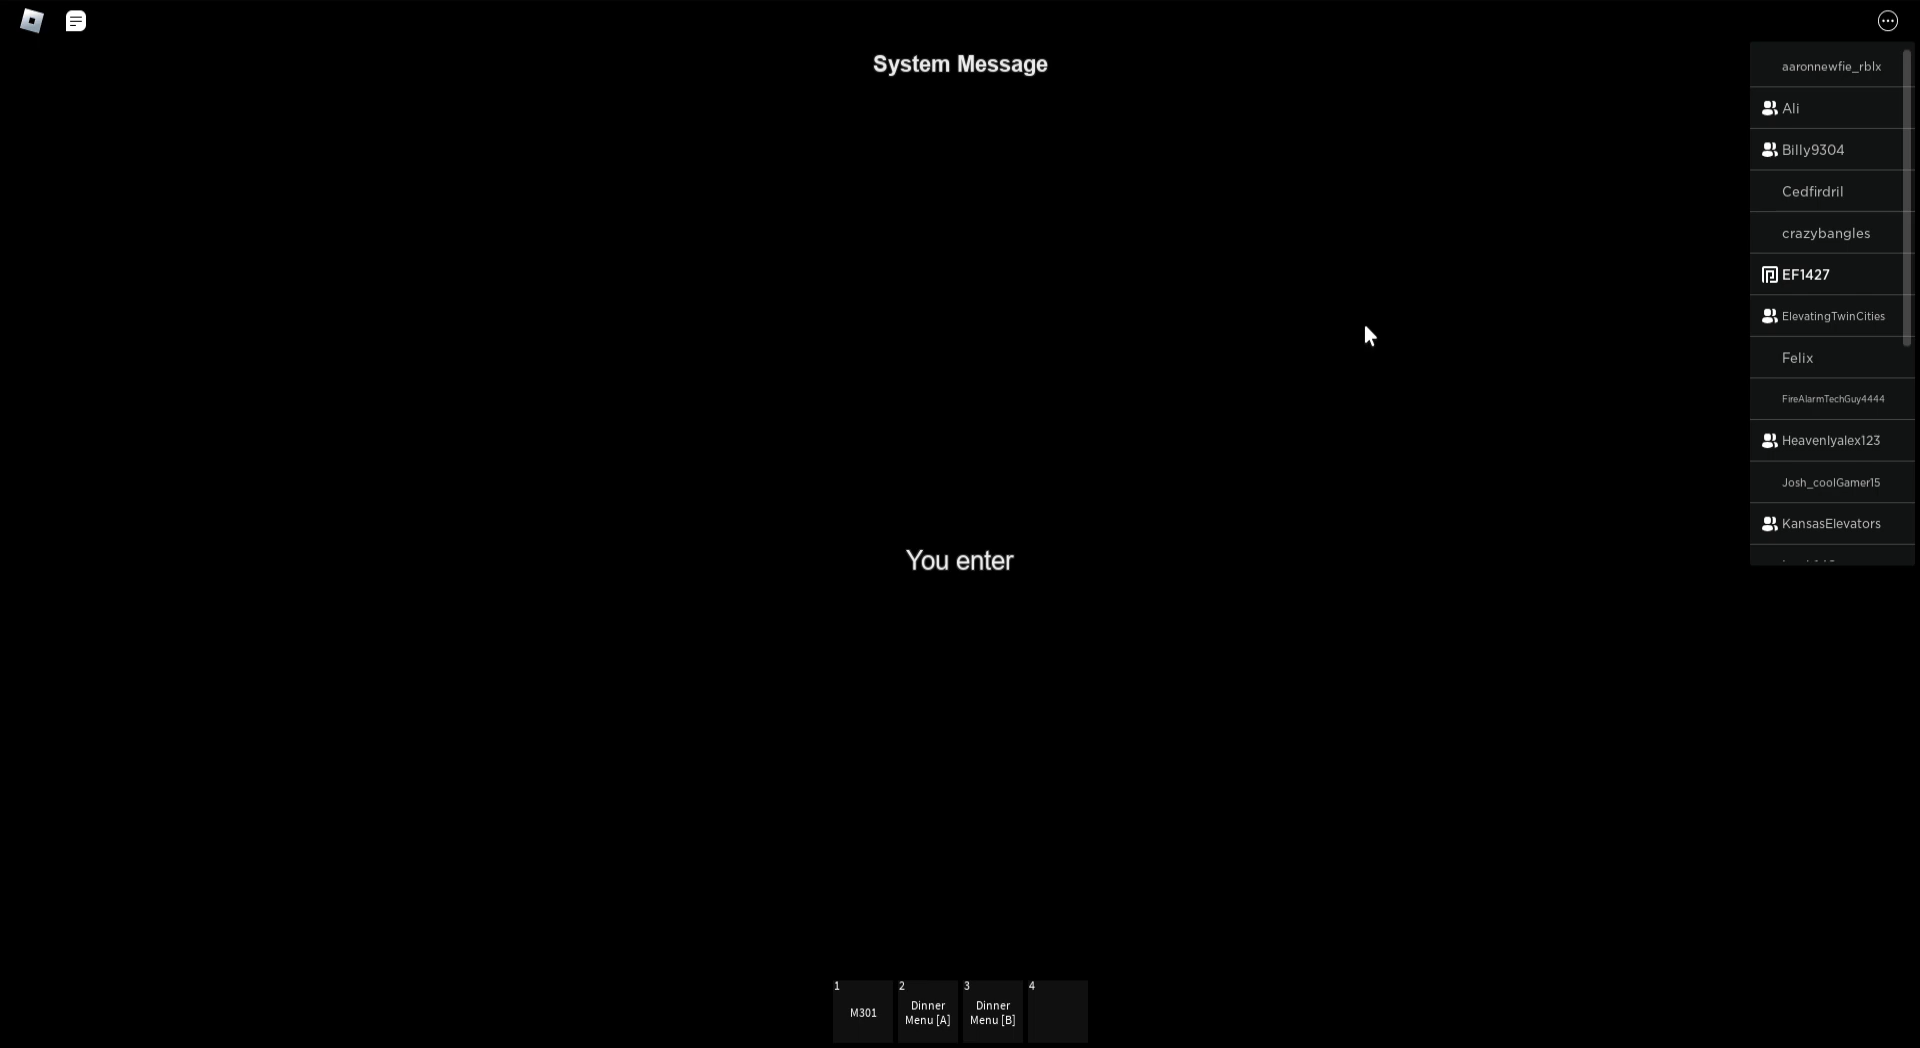 System Message
aaronnewfie_rblx
Ali
Billy9304
Cedfirdril
crazybangles
EF1427
ElevatingTwinCities
Felix
FireAlarmTechGuy4444
Heavenlyalex123
Josh_coolGamer15
KansasElevators
You enter
1
M301
2
Dinner
Menu [A]
3
Dinner
Menu [B]
4